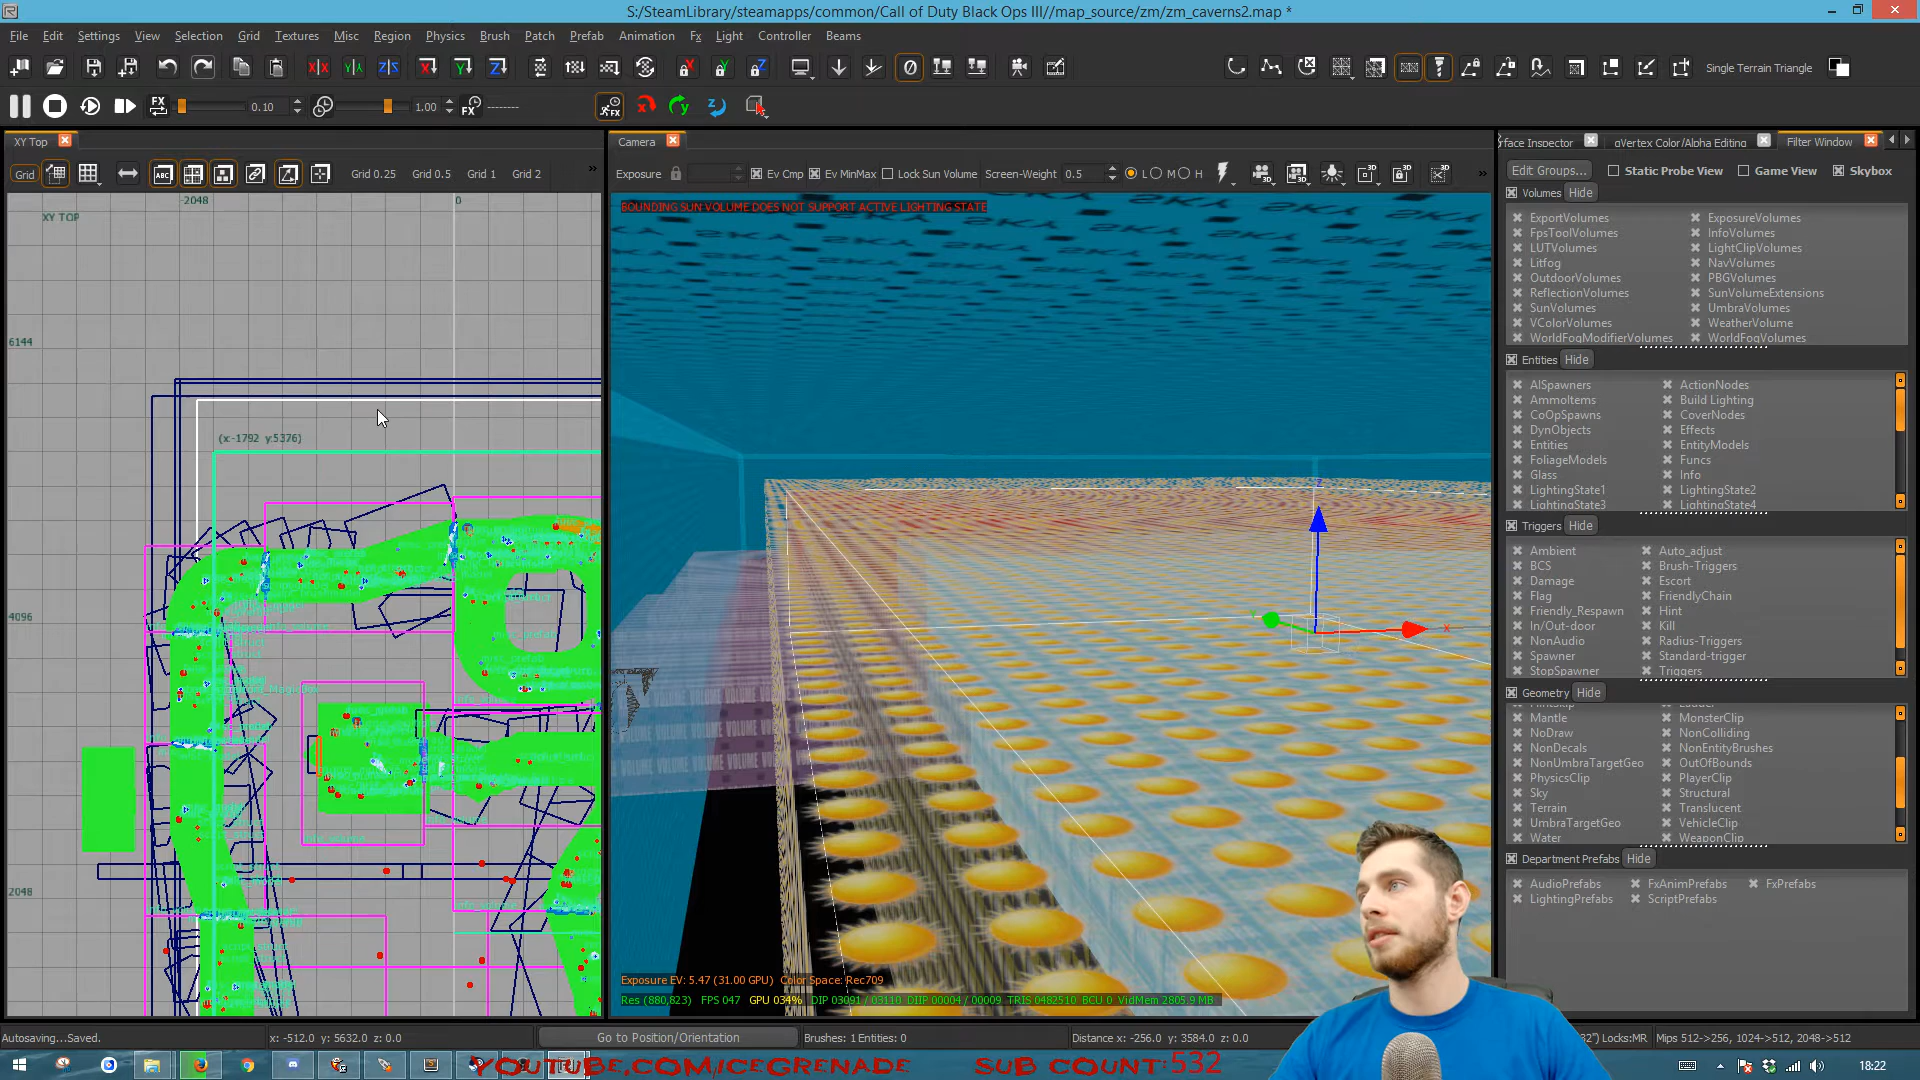 S:/SteamLibrary/steamapps/common/Call of Duty Black Ops III//map_source/zm/zm_caverns2.map *
File Edit Settings View Selection Grid Textures Misc Region Physics Brush Patch Prefab Animation Fx Light Controller Beams
Single Terrain Triangle
FX 0.10 1.00 FX --------
XY Top
Camera
rface Inspector
Vertex Color/Alpha Editing
Filter Window
Grid ABC Grid 0.25 Grid 0.5 Grid 1 Grid 2
Exposure Ev Cmp Ev MinMax Lock Sun Volume Screen-Weight 0.5 L M H
Edit Groups... Static Probe View Game View Skybox
-2048 0
XY TOP
6144
(x:-1792 y:5376)
4096
2048
BOUNDING SUN VOLUME DOES NOT SUPPORT ACTIVE LIGHTING STATE
Volumes Hide
ExportVolumes ExposureVolumes
FpsToolVolumes InfoVolumes
LUTVolumes LightClipVolumes
Litfog NavVolumes
OutdoorVolumes PBGVolumes
ReflectionVolumes SunVolumeExtensions
SunVolumes UmbraVolumes
VColorVolumes WeatherVolume
WorldFogModifierVolumes WorldFogVolumes
Entities Hide
AISpawners ActionNodes
AmmoItems Build Lighting
CoOpSpawns CoverNodes
DynObjects Effects
Entities EntityModels
FoliageModels Funcs
Glass Info
LightingState1 LightingState2
LightingState3 LightingState4
Triggers Hide
Ambient Auto_adjust
BCS Brush-Triggers
Damage Escort
Flag FriendlyChain
Friendly_Respawn Hint
In/Out-door Kill
NonAudio Radius-Triggers
Spawner Standard-trigger
StopSpawner Triggers
Geometry Hide
Mantle MonsterClip
NoDraw NonColliding
NonDecals NonEntityBrushes
NonUmbraTargetGeo OutOfBounds
PhysicsClip PlayerClip
Sky Structural
Terrain Translucent
UmbraTargetGeo VehicleClip
Water WeaponClip
Department Prefabs Hide
AudioPrefabs FxAnimPrefabs FxPrefabs
LightingPrefabs ScriptPrefabs
Exposure EV: 5.47 (31.00 GPU) Color Space: Rec709
Res (880,823) FPS 047 GPU 034% DIP 03091 / 03110 DIIP 00004 / 00009 TRIS 0482510 BCU 0 VidMem 2805.9 MB
Autosaving...Saved. x: -512.0 y: 5632.0 z: 0.0 Go to Position/Orientation Brushes: 1 Entities: 0 Distance x: -256.0 y: 3584.0 z: 0.0 Locks:MR Mips 512->256, 1024->512, 2048->512
YOUTUBE.COM/ICEGRENADE SUB COUNT:532
18:22